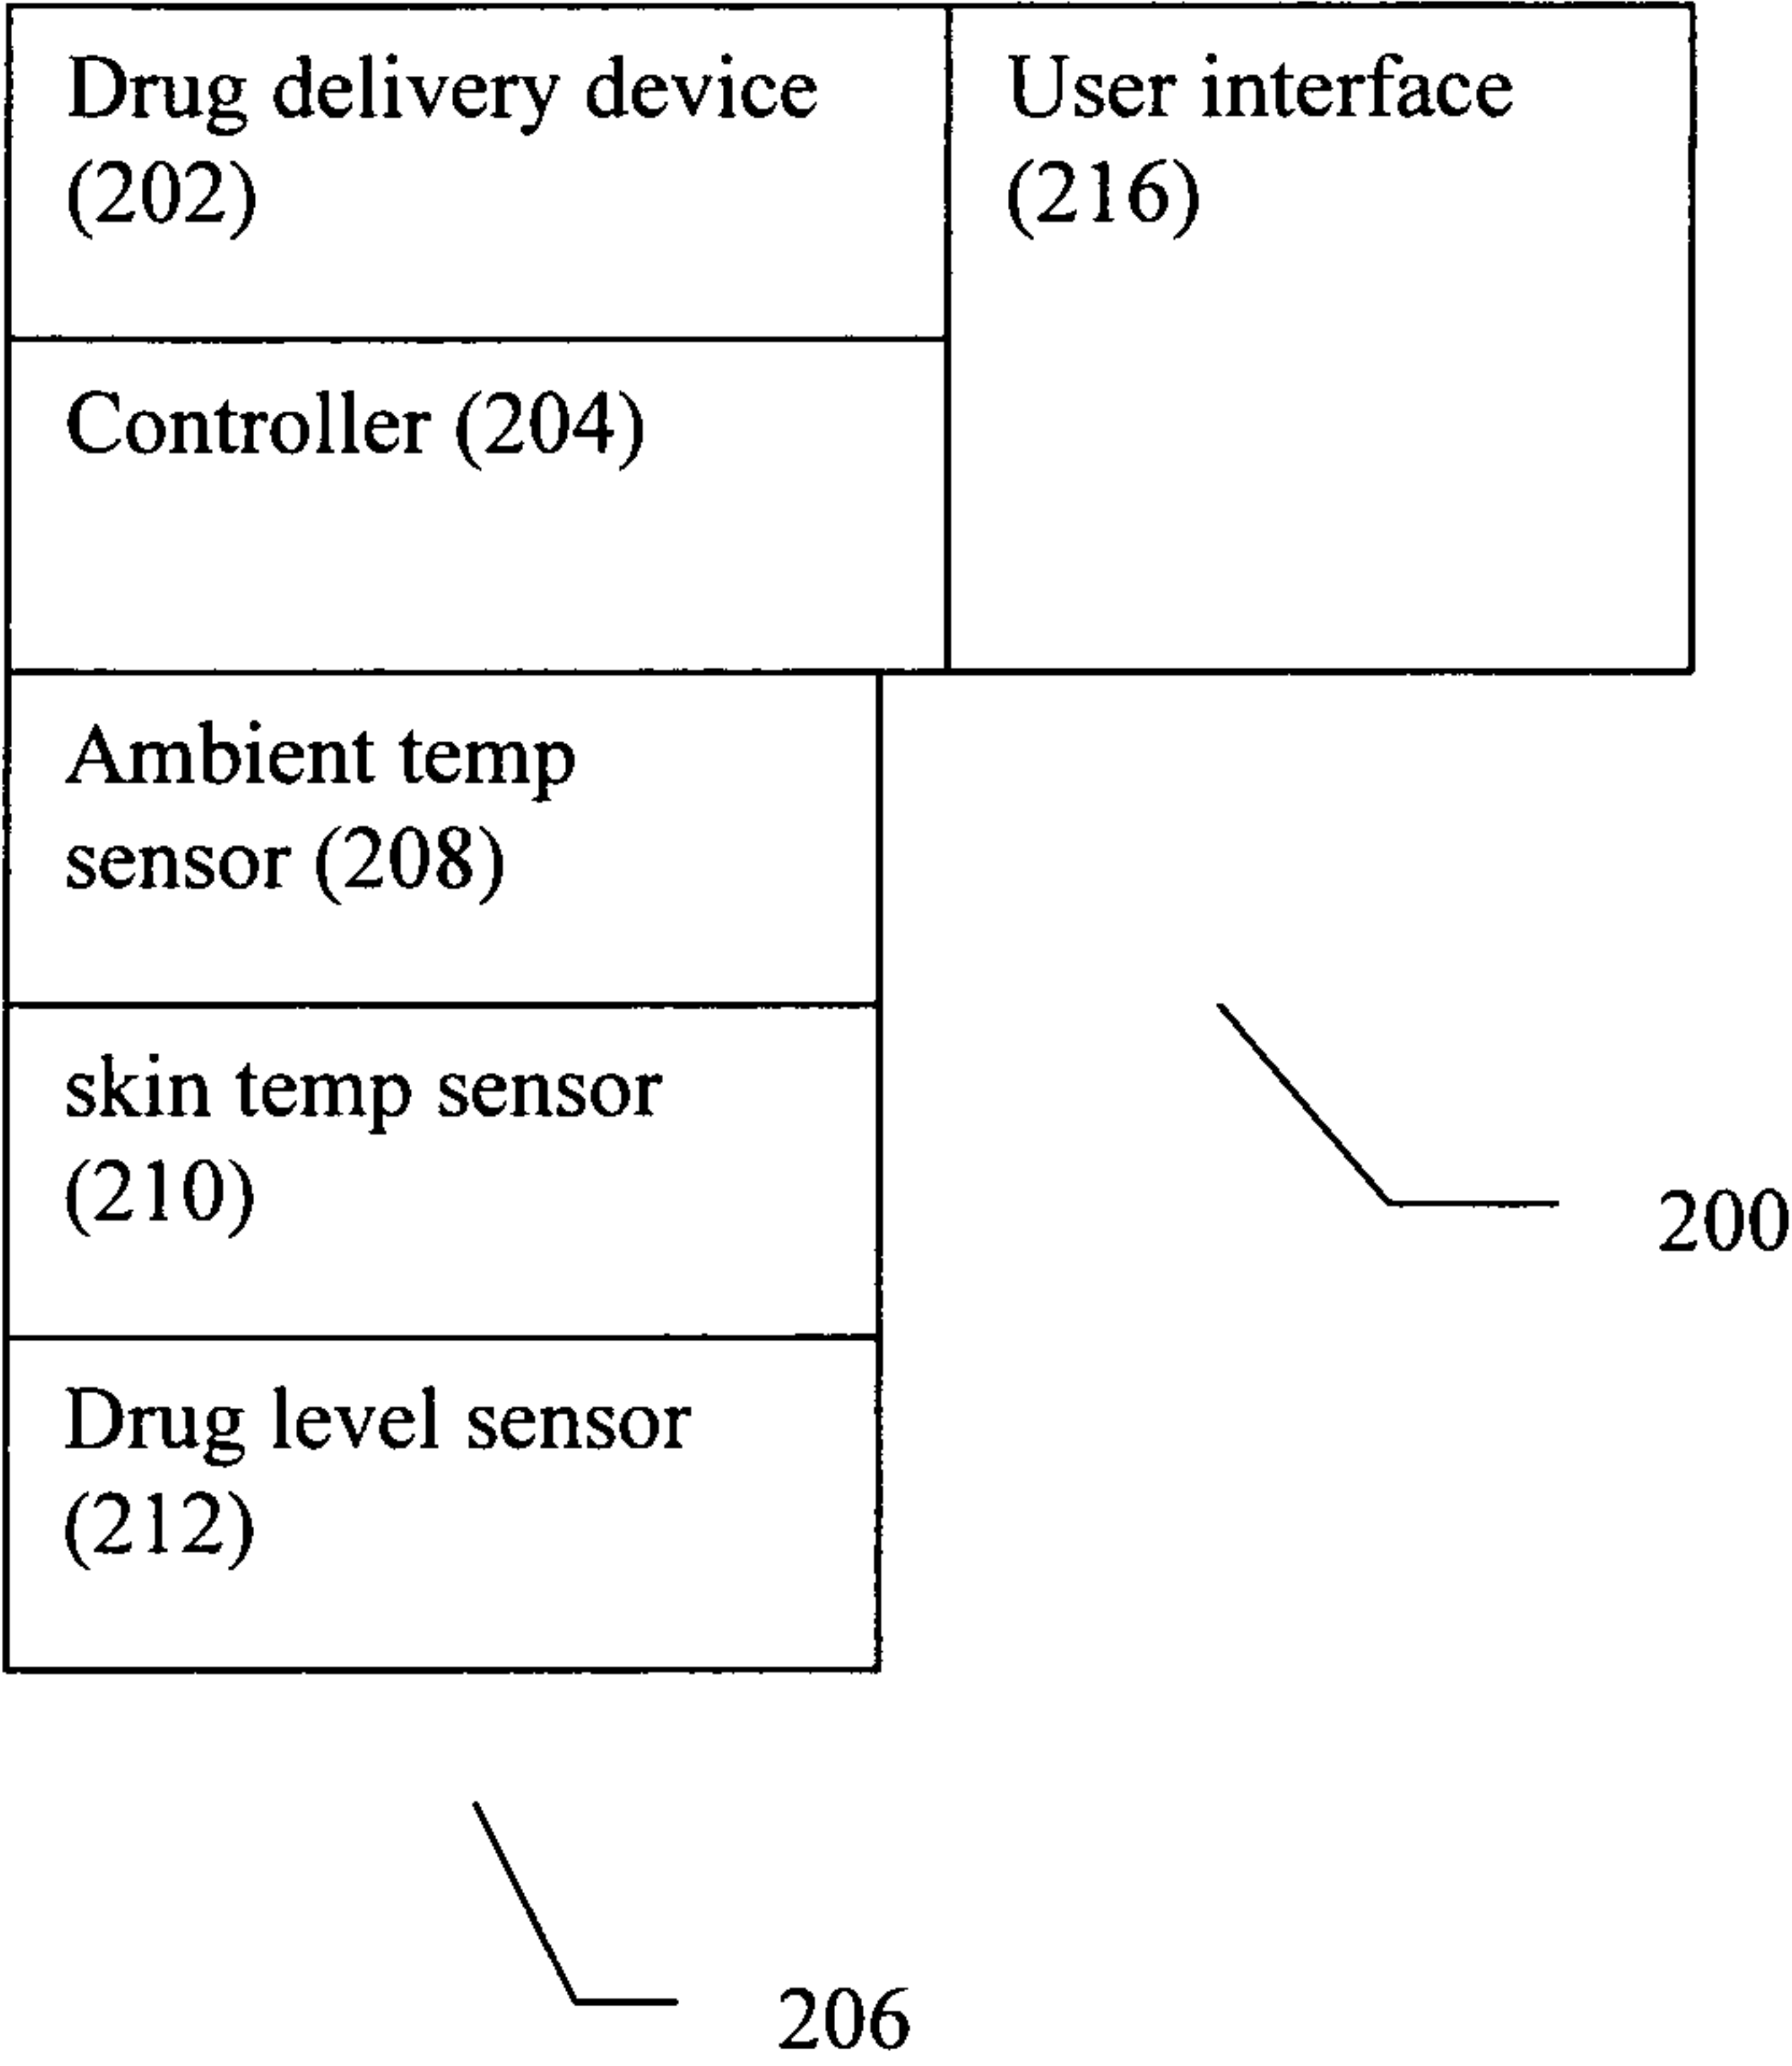 Drug delivery device
(202)
User interface
(216)
Controller (204)
Ambient temp
sensor (208)
skin temp sensor
(210)
200
Drug level sensor
(212)
206